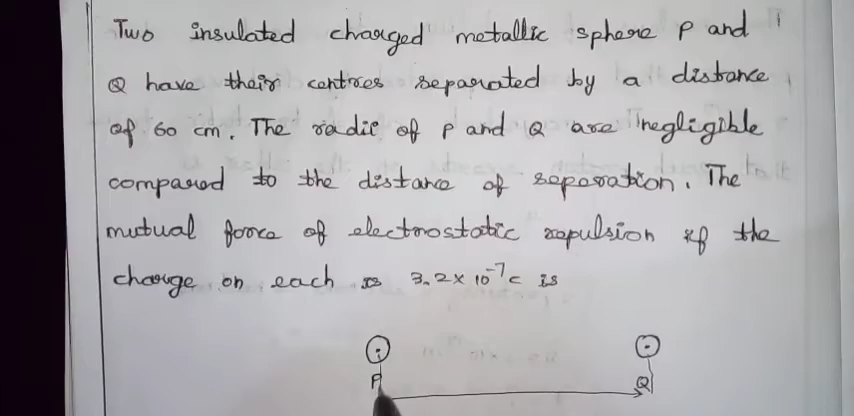 Two insulated charged metallic sphere P and
Q have their centres separated by a distance
of 60 cm. The radii of P and Q are negligible
compared to the distance of separation. The
mutual force of electrostatic repulsion if the
charge on each is 3.2 x 10⁻⁷ c is
P Q